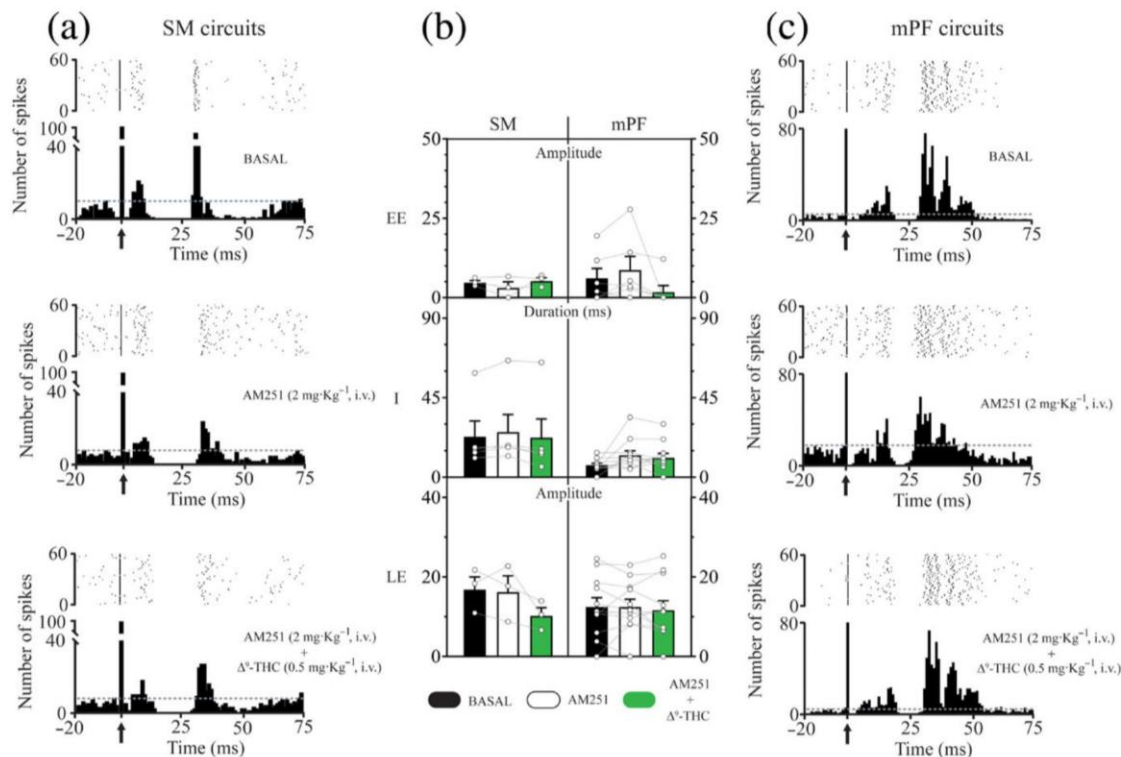 (a)
SM circuits
Number of spikes
60
0
100
40
0
BASAL
-20
25
50
75
Time (ms)
Number of spikes
60
0
100
40
0
AM251 (2 mg·Kg⁻¹, i.v.)
-20
25
50
75
Time (ms)
Number of spikes
60
0
100
40
0
AM251 (2 mg·Kg⁻¹, i.v.)
+
Δ⁹-THC (0.5 mg·Kg⁻¹, i.v.)
-20
25
50
75
Time (ms)
(b)
SM
mPF
Amplitude
EE
50
25
0
50
25
0
Duration (ms)
I
90
45
0
90
45
0
Amplitude
LE
40
20
0
40
20
0
BASAL
AM251
AM251
+
Δ⁹-THC
(c)
mPF circuits
Number of spikes
60
0
80
0
BASAL
-20
0
25
50
75
Time (ms)
Number of spikes
60
0
80
40
0
AM251 (2 mg·Kg⁻¹, i.v.)
-20
0
25
50
75
Time (ms)
Number of spikes
60
0
80
0
AM251 (2 mg·Kg⁻¹, i.v.)
+
Δ⁹-THC (0.5 mg·Kg⁻¹, i.v.)
-20
0
25
50
75
Time (ms)